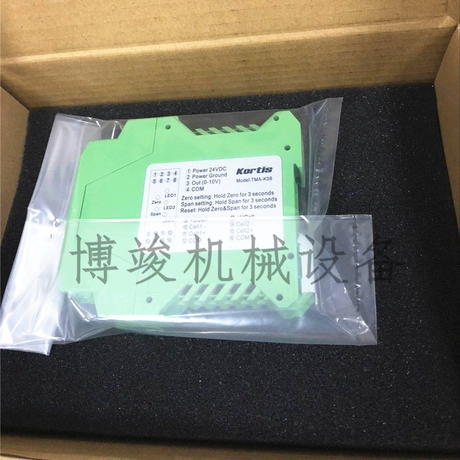 Kortis
Model:TMA-K08
1 2 3 4
5 6 7 8
① Power 24VDC
② Power Ground
③ Out (0-10V)
④ COM
LED1
Zero
LED2
Span
Zero setting: Hold Zero for 3 seconds
Span setting: Hold Span for 3 seconds
Reset: Hold Zero&Span for 3 seconds
博竣机械设备